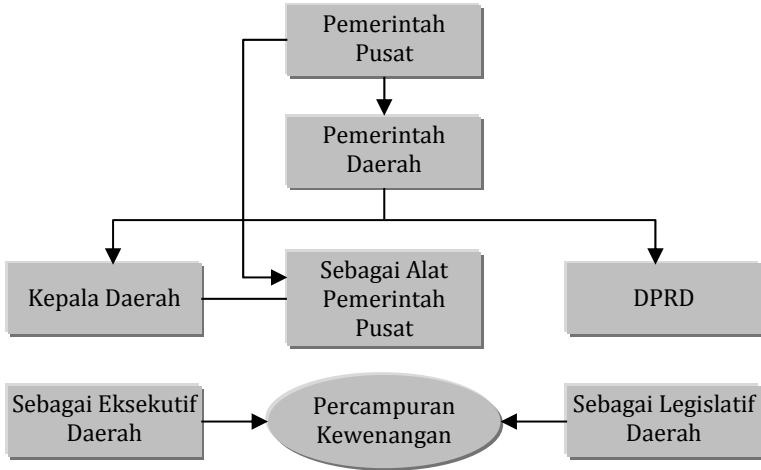 Pemerintah
Pusat
Pemerintah
Daerah
Kepala Daerah
Sebagai Alat
Pemerintah
Pusat
DPRD
Sebagai Eksekutif
Daerah
Percampuran
Kewenangan
Sebagai Legislatif
Daerah